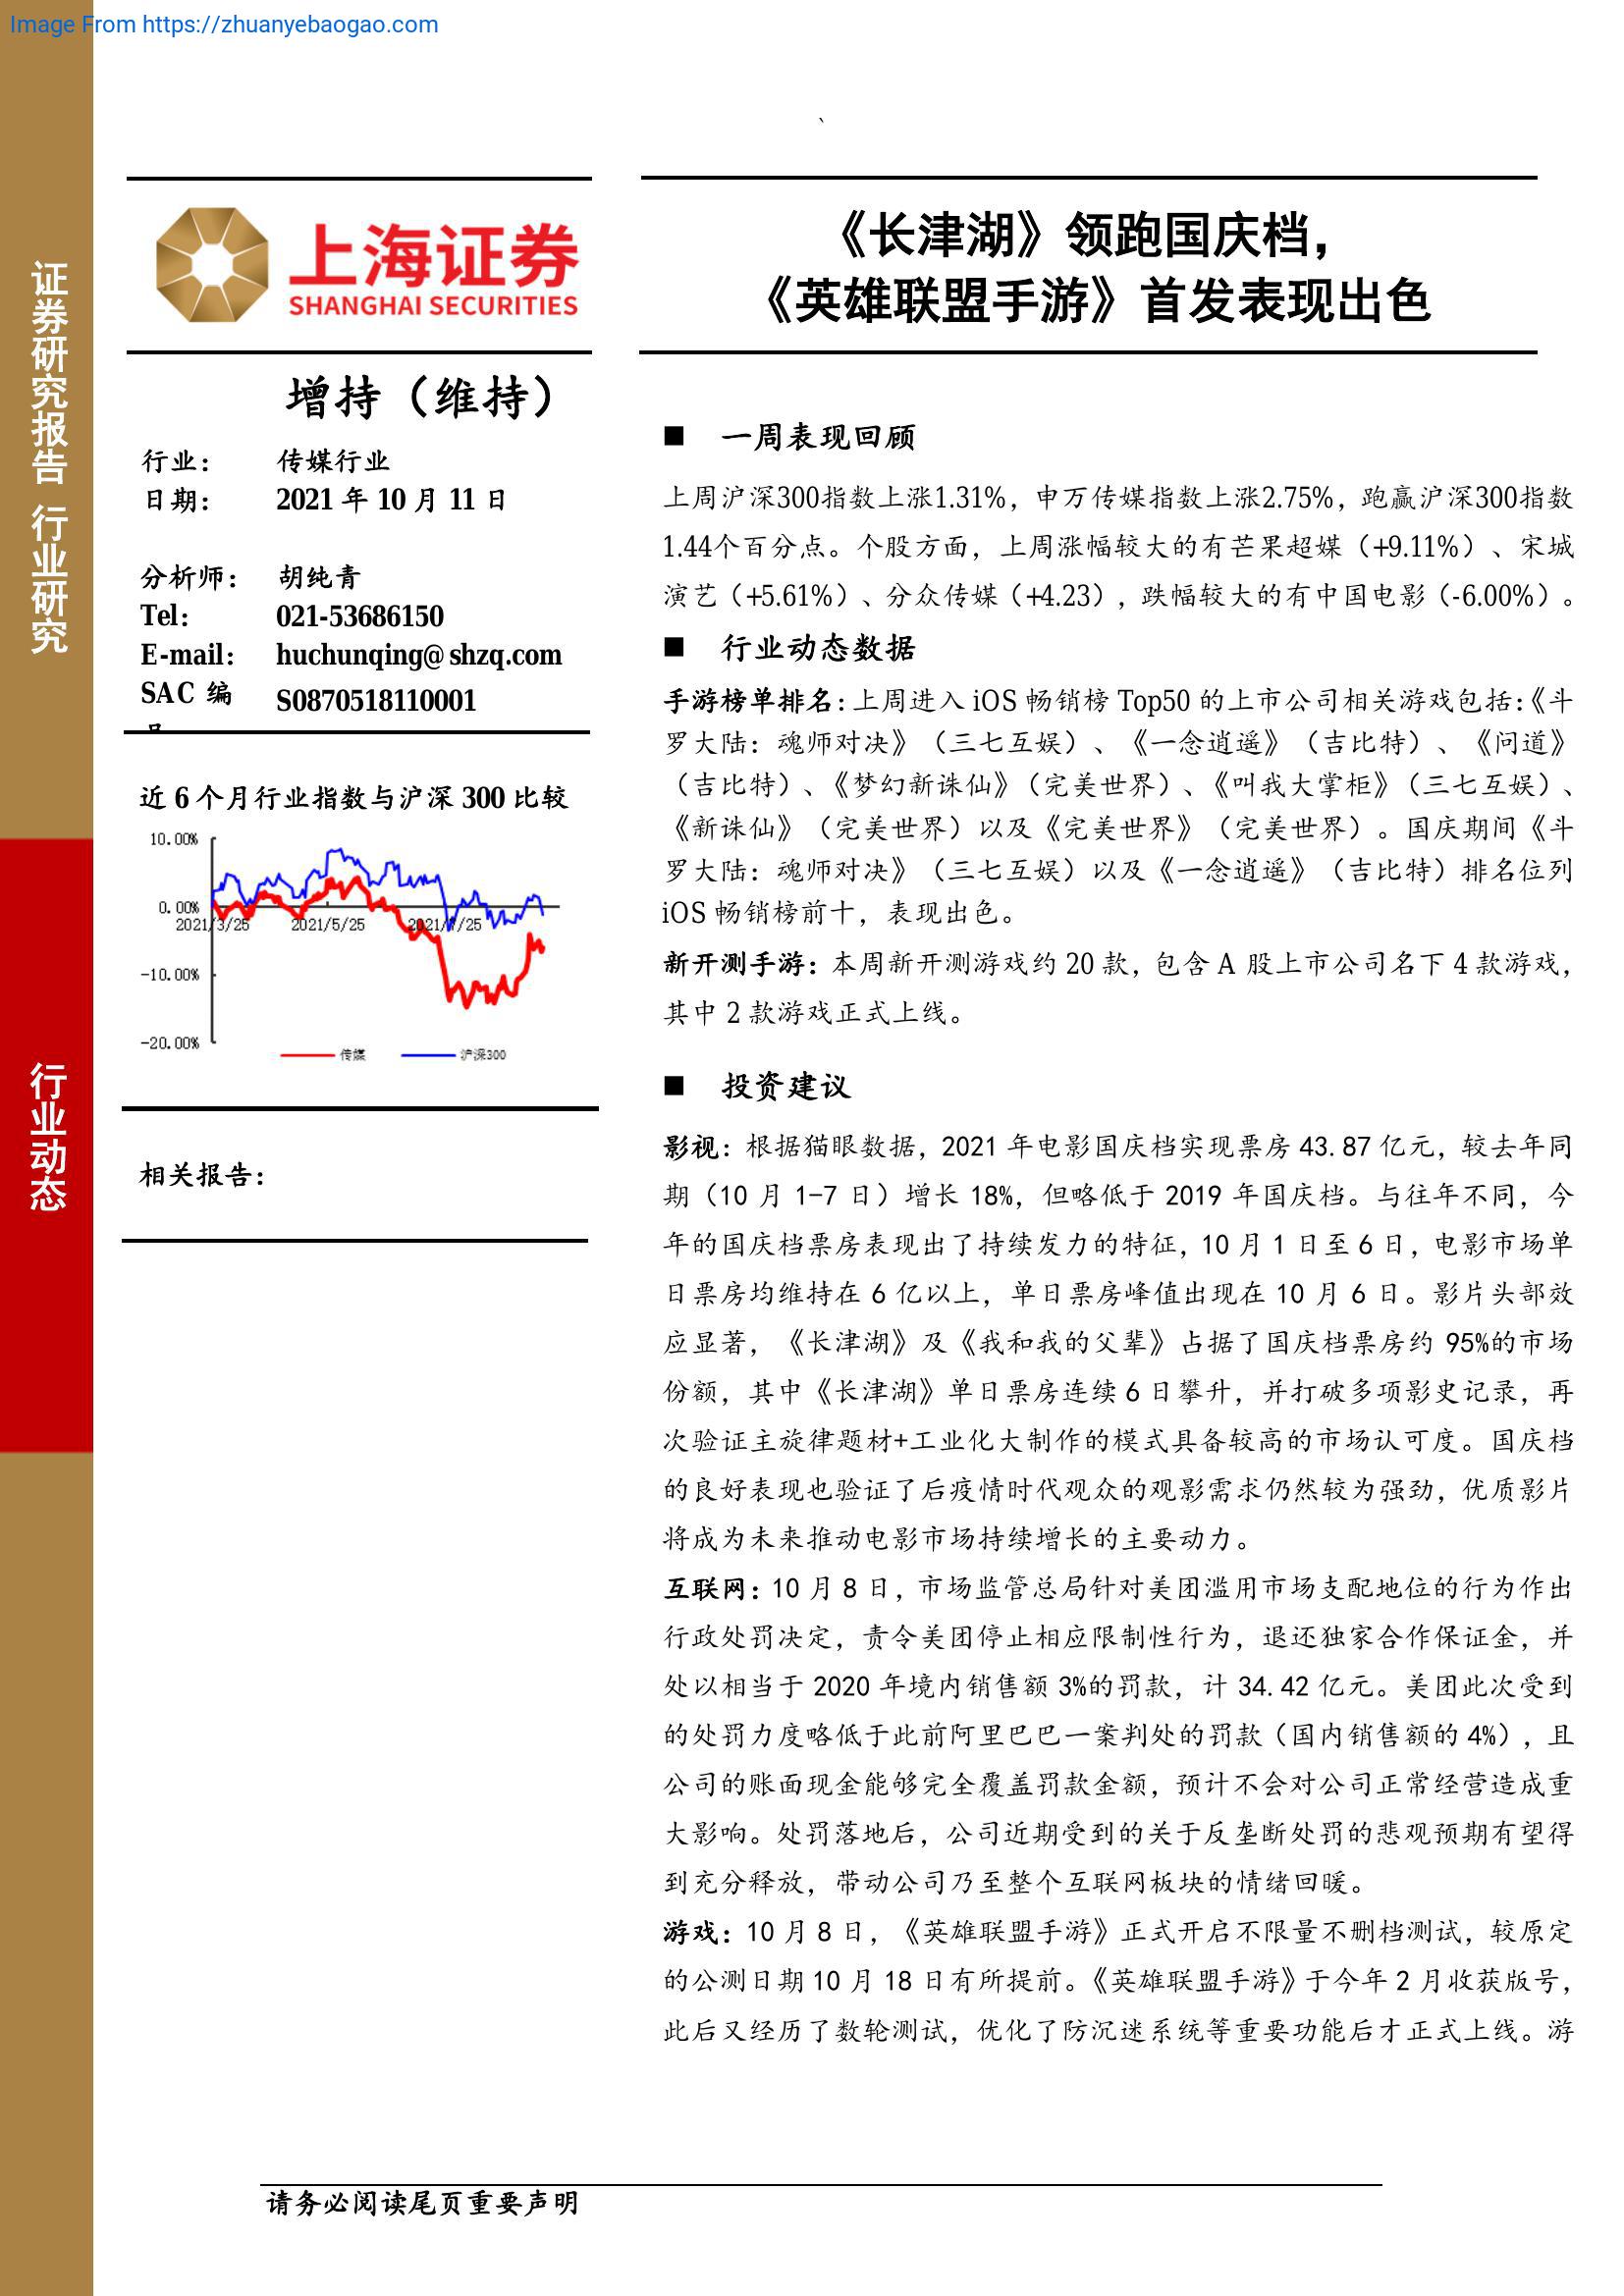 Image From https://zhuanyebaogao.com
、
证券研究报告 行业研究
行业动态
上海证券
SHANGHAI SECURITIES
《长津湖》领跑国庆档，
《英雄联盟手游》首发表现出色
增持（维持）
行业： 传媒行业
日期： 2021 年 10 月 11 日
分析师： 胡纯青
Tel： 021-53686150
E-mail： huchunqing@shzq.com
SAC 编 S0870518110001
近 6 个月行业指数与沪深 300 比较
10.00%
0.00%
2021/3/25 2021/5/25 2021/7/25
-10.00%
-20.00%
传媒 沪深300
相关报告：
■ 一周表现回顾
上周沪深300指数上涨1.31%，申万传媒指数上涨2.75%，跑赢沪深300指数
1.44个百分点。个股方面，上周涨幅较大的有芒果超媒（+9.11%）、宋城
演艺（+5.61%）、分众传媒（+4.23），跌幅较大的有中国电影（-6.00%）。
■ 行业动态数据
手游榜单排名：上周进入 iOS 畅销榜 Top50 的上市公司相关游戏包括：《斗
罗大陆：魂师对决》（三七互娱）、《一念逍遥》（吉比特）、《问道》
（吉比特）、《梦幻新诛仙》（完美世界）、《叫我大掌柜》（三七互娱）、
《新诛仙》（完美世界）以及《完美世界》（完美世界）。国庆期间《斗
罗大陆：魂师对决》（三七互娱）以及《一念逍遥》（吉比特）排名位列
iOS 畅销榜前十，表现出色。
新开测手游：本周新开测游戏约 20 款，包含 A 股上市公司名下 4 款游戏，
其中 2 款游戏正式上线。
■ 投资建议
影视：根据猫眼数据，2021 年电影国庆档实现票房 43.87 亿元，较去年同
期（10 月 1-7 日）增长 18%，但略低于 2019 年国庆档。与往年不同，今
年的国庆档票房表现出了持续发力的特征，10 月 1 日至 6 日，电影市场单
日票房均维持在 6 亿以上，单日票房峰值出现在 10 月 6 日。影片头部效
应显著，《长津湖》及《我和我的父辈》占据了国庆档票房约 95%的市场
份额，其中《长津湖》单日票房连续 6 日攀升，并打破多项影史记录，再
次验证主旋律题材+工业化大制作的模式具备较高的市场认可度。国庆档
的良好表现也验证了后疫情时代观众的观影需求仍然较为强劲，优质影片
将成为未来推动电影市场持续增长的主要动力。
互联网：10 月 8 日，市场监管总局针对美团滥用市场支配地位的行为作出
行政处罚决定，责令美团停止相应限制性行为，退还独家合作保证金，并
处以相当于 2020 年境内销售额 3%的罚款，计 34.42 亿元。美团此次受到
的处罚力度略低于此前阿里巴巴一案判处的罚款（国内销售额的 4%），且
公司的账面现金能够完全覆盖罚款金额，预计不会对公司正常经营造成重
大影响。处罚落地后，公司近期受到的关于反垄断处罚的悲观预期有望得
到充分释放，带动公司乃至整个互联网板块的情绪回暖。
游戏：10 月 8 日，《英雄联盟手游》正式开启不限量不删档测试，较原定
的公测日期 10 月 18 日有所提前。《英雄联盟手游》于今年 2 月收获版号，
此后又经历了数轮测试，优化了防沉迷系统等重要功能后才正式上线。游
请务必阅读尾页重要声明